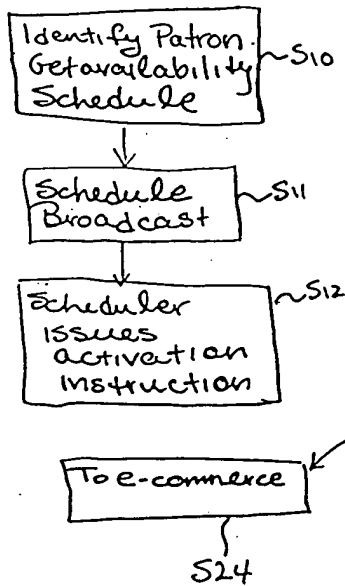 Identify Patron.
Get availability
Schedule
S10
Schedule
Broadcast
S11
Scheduler
issues
activation
instruction
S12
To e-commerce
S24